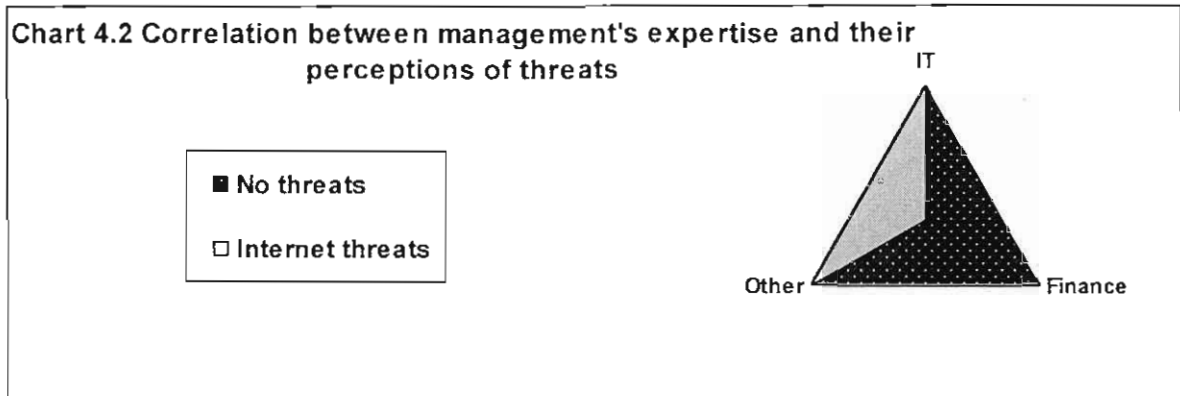 Chart 4.2 Correlation between management's expertise and their
perceptions of threats
IT
No threats
Internet threats
Other
Finance